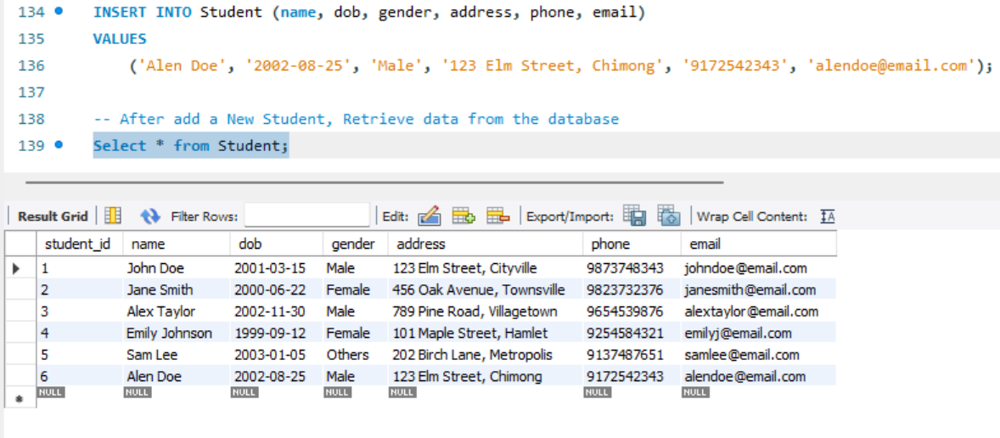 134 INSERT INTO Student (name, dob, gender, address, phone, email)
135 VALUES
136 ('Alen Doe', '2002-08-25', 'Male', '123 Elm Street, Chimong', '9172542343', 'alendoe@email.com');
137
138 -- After add a New Student, Retrieve data from the database
139 Select * from Student;
Result Grid Filter Rows: Edit: Export/Import: Wrap Cell Content: IA
student_id name dob gender address phone email
1 John Doe 2001-03-15 Male 123 Elm Street, Cityville 9873748343 johndoe@email.com
2 Jane Smith 2000-06-22 Female 456 Oak Avenue, Townsville 9823732376 janesmith@email.com
3 Alex Taylor 2002-11-30 Male 789 Pine Road, Villagetown 9654539876 alextaylor@email.com
4 Emily Johnson 1999-09-12 Female 101 Maple Street, Hamlet 9254584321 emilyj@email.com
5 Sam Lee 2003-01-05 Others 202 Birch Lane, Metropolis 9137487651 samlee@email.com
6 Alen Doe 2002-08-25 Male 123 Elm Street, Chimong 9172542343 alendoe@email.com
NULL NULL NULL NULL NULL NULL NULL